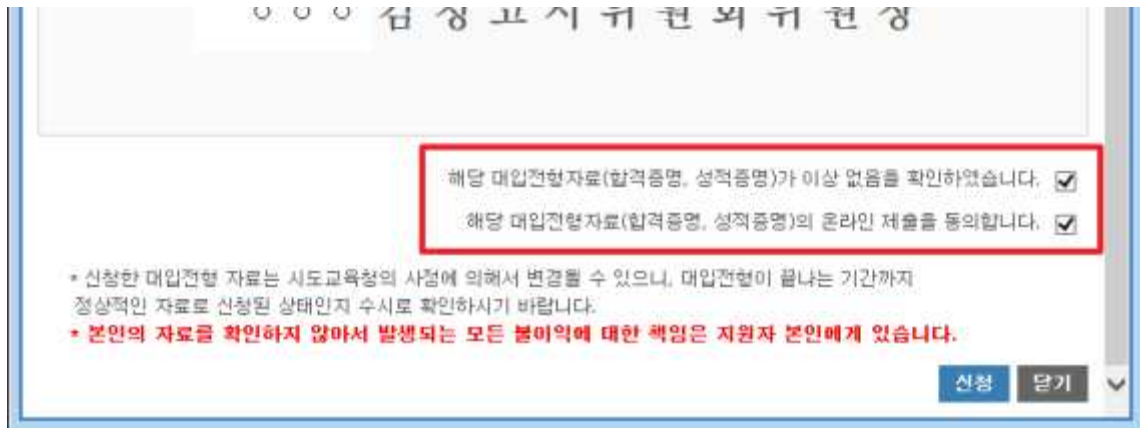 ㅇㅇㅇ검정고시위원회위원장
해당 대입전형자료(합격증명, 성적증명)가 이상 없음을 확인하였습니다.
해당 대입전형자료(합격증명, 성적증명)의 온라인 제출을 동의합니다.
* 신청한 대입전형 자료는 시도교육청의 사정에 의해서 변경될 수 있으니, 대입전형이 끝나는 기간까지
정상적인 자료로 신청된 상태인지 수시로 확인하시기 바랍니다.
* 본인의 자료를 확인하지 않아서 발생되는 모든 불이익에 대한 책임은 지원자 본인에게 있습니다.
신청 닫기